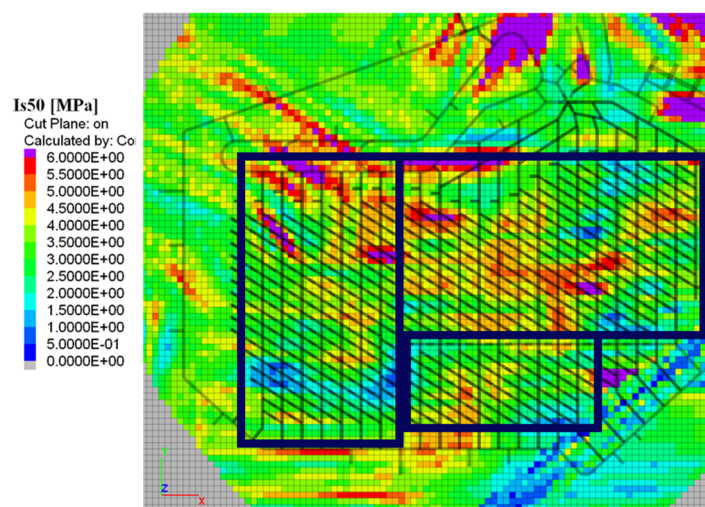 Is50 [MPa]
Cut Plane: on
Calculated by: Co
6.0000E+00
5.5000E+00
5.0000E+00
4.5000E+00
4.0000E+00
3.5000E+00
3.0000E+00
2.5000E+00
2.0000E+00
1.5000E+00
1.0000E+00
5.0000E-01
0.0000E+00
Y
Z
X